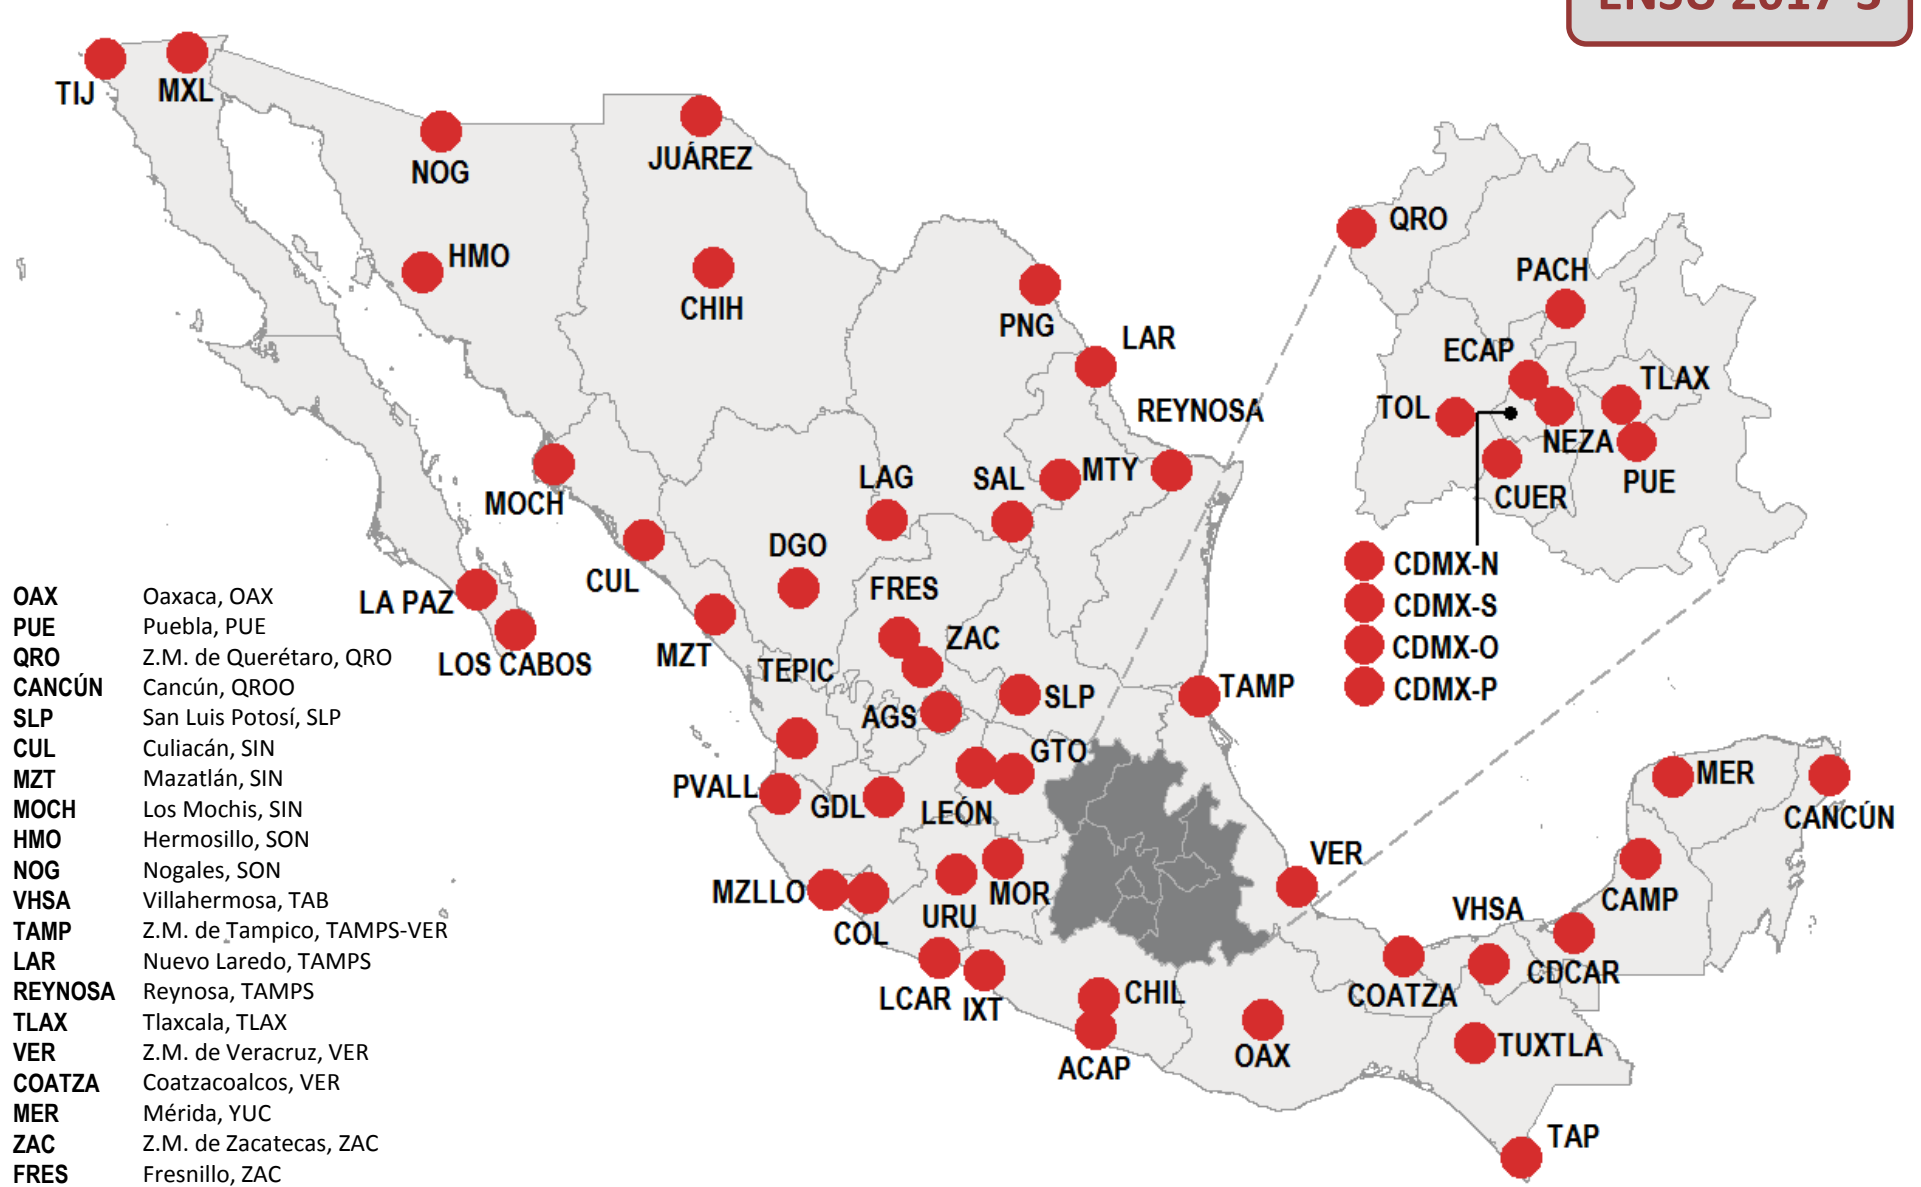 ENSU 2017-3
TIJ
MXL
NOG
JUÁREZ
HMO
CHIH
PNG
LAR
REYNOSA
QRO
PACH
ECAP
TLAX
TOL
NEZA
PUE
CUER
CDMX-N
CDMX-S
CDMX-O
CDMX-P
MOCH
LAG
SAL
MTY
CUL
DGO
FRES
LA PAZ
LOS CABOS
MZT
ZAC
TEPIC
AGS
SLP
TAMP
PVALL
GDL
LEÓN
GTO
MER
CANCÚN
MZLLO
COL
URU
MOR
VER
VHSA
CAMP
CDCAR
COATZA
LCAR
IXT
CHIL
ACAP
OAX
TUXTLA
TAP
OAX Oaxaca, OAX
PUE Puebla, PUE
QRO Z.M. de Querétaro, QRO
CANCÚN Cancún, QROO
SLP San Luis Potosí, SLP
CUL Culiacán, SIN
MZT Mazatlán, SIN
MOCH Los Mochis, SIN
HMO Hermosillo, SON
NOG Nogales, SON
VHSA Villahermosa, TAB
TAMP Z.M. de Tampico, TAMPS-VER
LAR Nuevo Laredo, TAMPS
REYNOSA Reynosa, TAMPS
TLAX Tlaxcala, TLAX
VER Z.M. de Veracruz, VER
COATZA Coatzacoalcos, VER
MER Mérida, YUC
ZAC Z.M. de Zacatecas, ZAC
FRES Fresnillo, ZAC